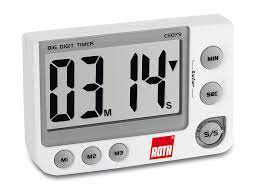 BIG DIGIT TIMER C5079
03 M 14 S
MIN
SEC
S/S
M1 M2 M3
ROTH